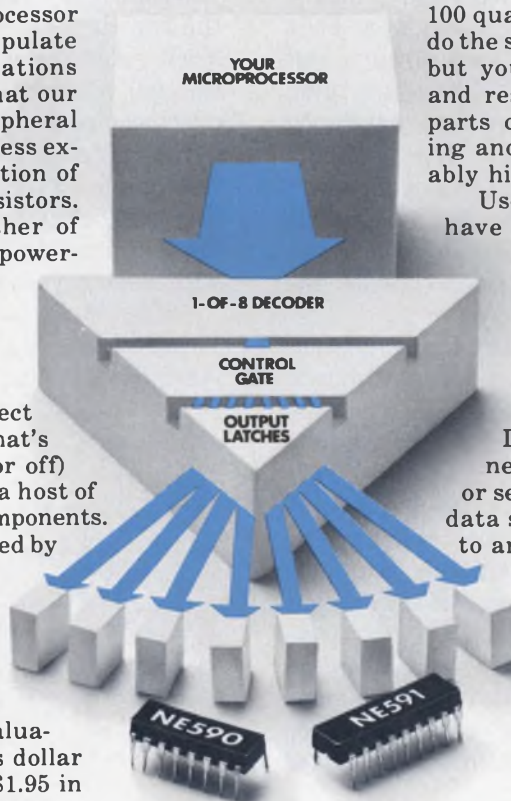 ocessor
pulate
ations
nat our
pheral
ess ex-
tion of
sistors.
her of
power-
ect
nat's
or off)
a host of
mponents.
ed by
alua-
s dollar
$1.95 in
YOUR
MICROPROCESSOR
1-OF-8 DECODER
CONTROL
GATE
OUTPUT
LATCHES
NE590
NE591
100 qua
do the s
but you
and re
parts c
ing and
ably hi
Us
have
ne
or se
data s
to an